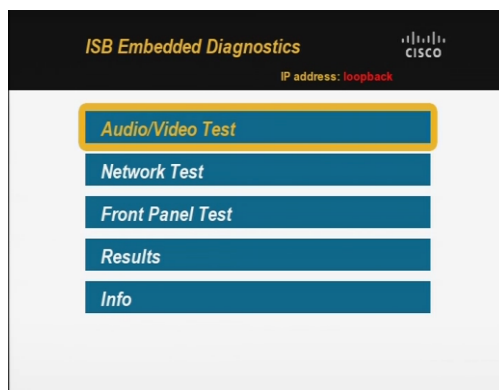 ISB Embedded Diagnostics
CISCO
IP address: loopback
Audio/Video Test
Network Test
Front Panel Test
Results
Info